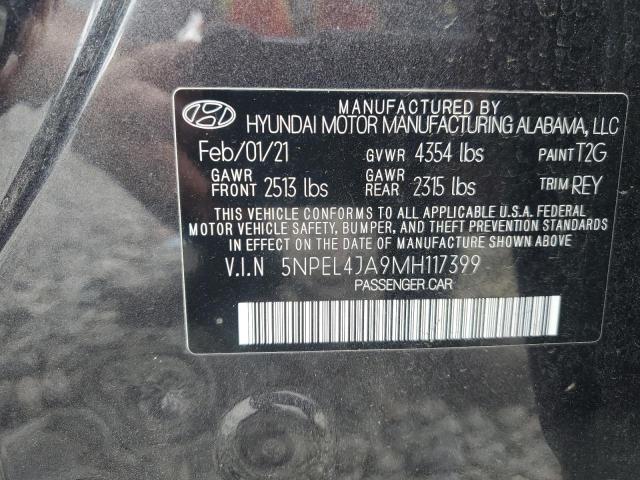 MANUFACTURED BY
HYUNDAI MOTOR MANUFACTURING ALABAMA, LLC
Feb/01/21 GVWR 4354 lbs PAINT T2G
GAWR FRONT 2513 lbs GAWR REAR 2315 lbs TRIM REY
THIS VEHICLE CONFORMS TO ALL APPLICABLE U.S.A. FEDERAL
MOTOR VEHICLE SAFETY, BUMPER, AND THEFT PREVENTION STANDARDS
IN EFFECT ON THE DATE OF MANUFACTURE SHOWN ABOVE
V.I.N 5NPEL4JA9MH117399
PASSENGER CAR